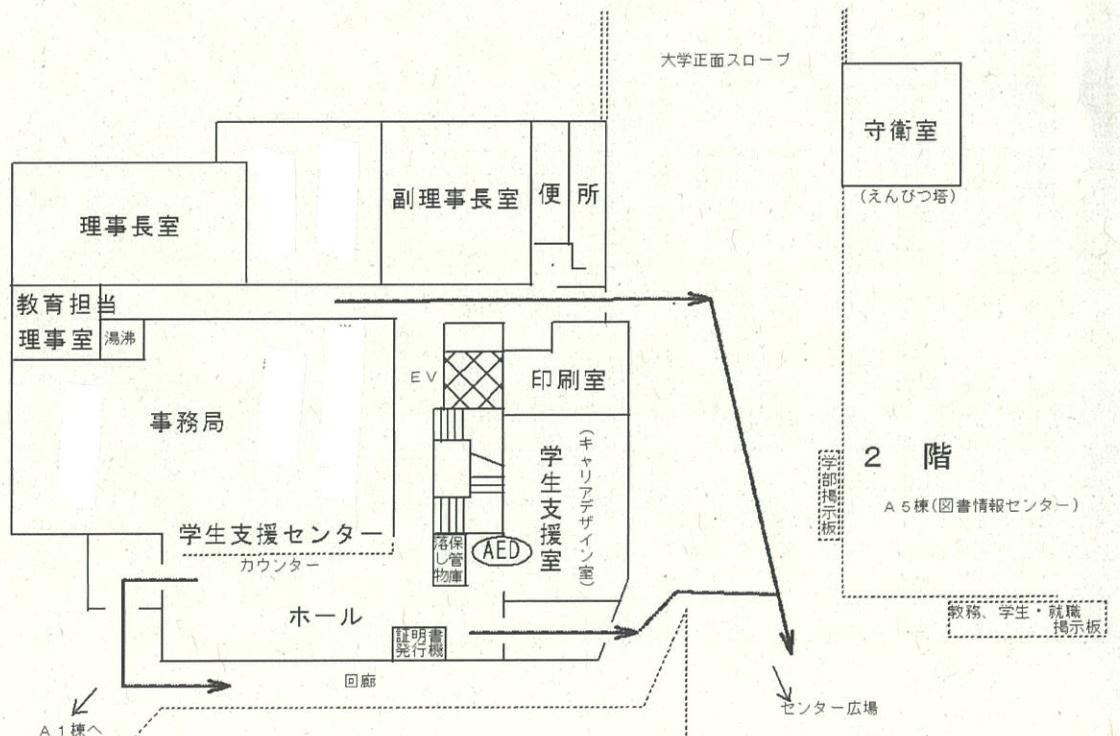 大学正面スロープ
守衛室
(えんぴつ塔)
理事長室
副理事長室
便所
教育担当
理事室
湯沸
EV
印刷室
事務局
学生支援室
(キャリアデザイン室)
2 階
学部掲示板
A5棟(図書情報センター)
学生支援センター
カウンター
落し物
保管庫
AED
ホール
証明書
発行機
教務、学生・就職
掲示板
回廊
センター広場
A1棟へ